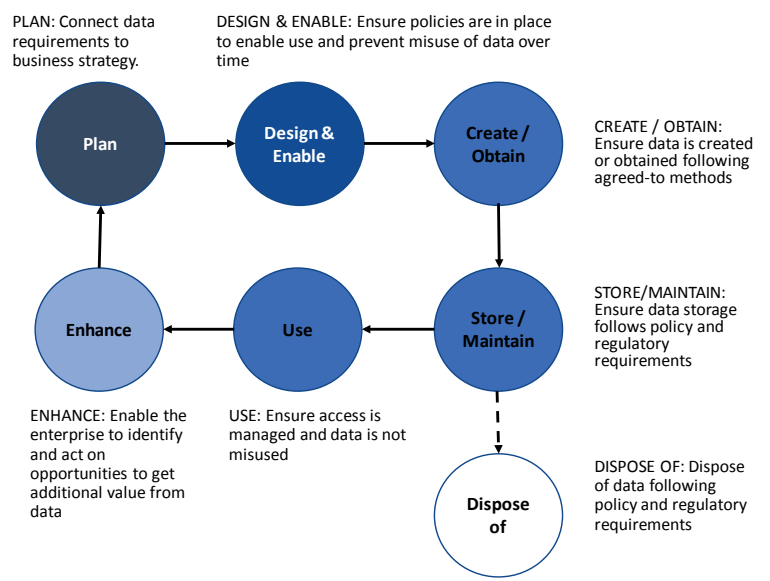 PLAN: Connect data
requirements to
business strategy.
DESIGN & ENABLE: Ensure policies are in place
to enable use and prevent misuse of data over
time
Plan
Design &
Enable
Create /
Obtain
CREATE / OBTAIN:
Ensure data is created
or obtained following
agreed-to methods
Enhance
Use
Store /
Maintain
STORE/MAINTAIN:
Ensure data storage
follows policy and
regulatory
requirements
ENHANCE: Enable the
enterprise to identify
and act on
opportunities to get
additional value from
data
USE: Ensure access is
managed and data is not
misused
Dispose
of
DISPOSE OF: Dispose
of data following
policy and regulatory
requirements